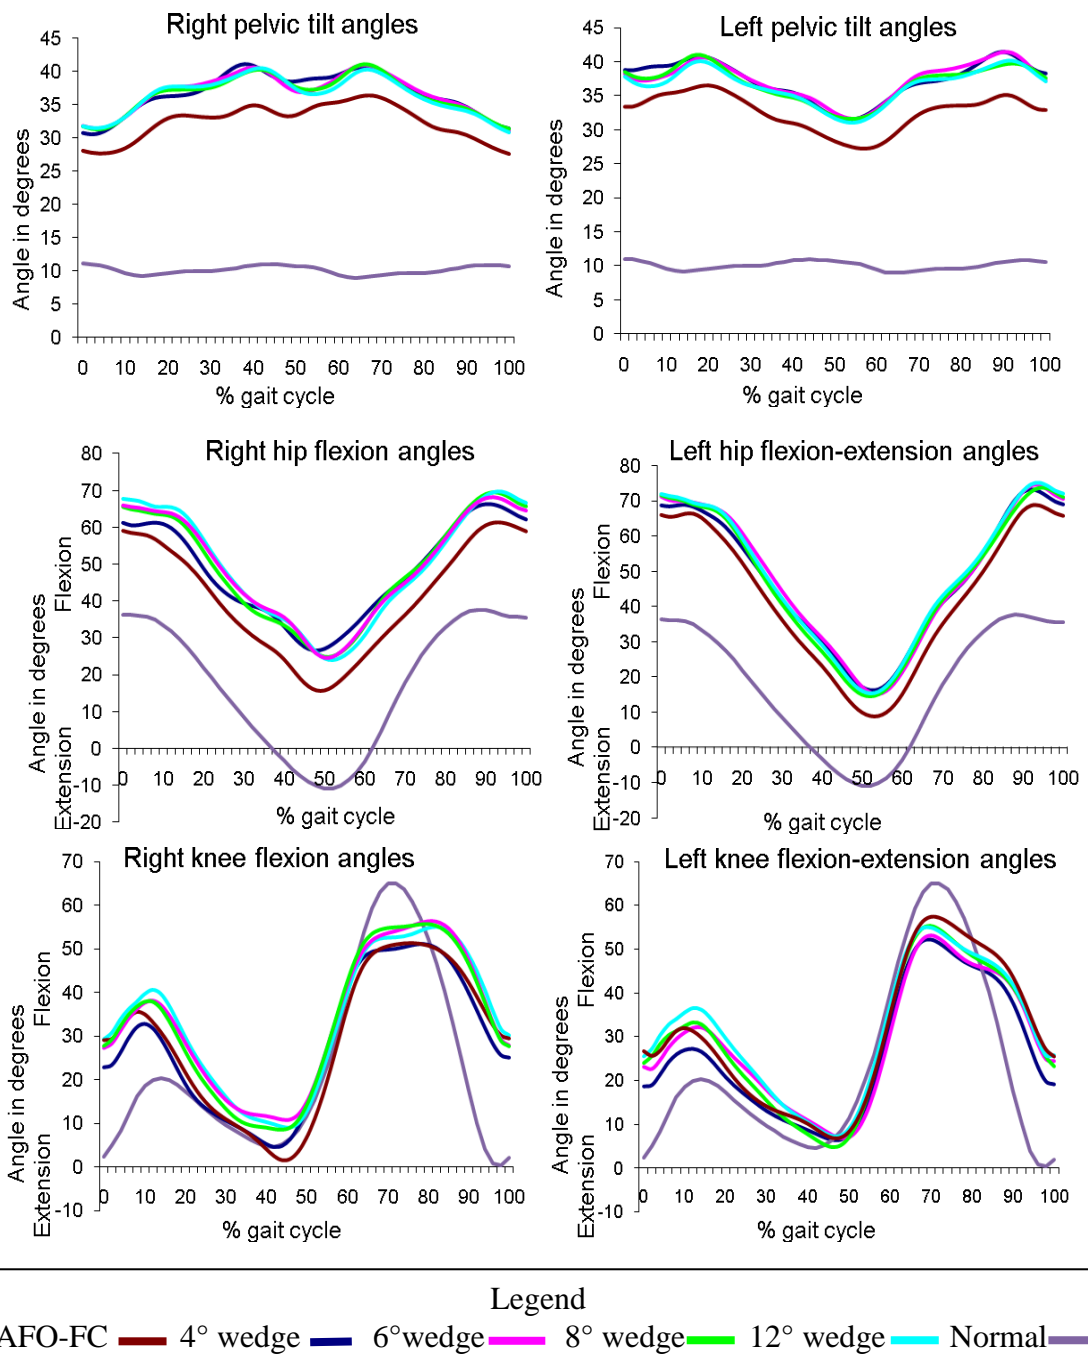 Right pelvic tilt angles
Angle in degrees
45
40
35
30
25
20
15
10
5
0
0 10 20 30 40 50 60 70 80 90 100
% gait cycle
Left pelvic tilt angles
Angle in degrees
45
40
35
30
25
20
15
10
5
0
0 10 20 30 40 50 60 70 80 90 100
% gait cycle
Right hip flexion angles
Angle in degrees
Extension Flexion
80
70
60
50
40
30
20
10
0
-10
-20
0 10 20 30 40 50 60 70 80 90 100
% gait cycle
Left hip flexion-extension angles
Angle in degrees
Extension Flexion
80
70
60
50
40
30
20
10
0
-10
-20
0 10 20 30 40 50 60 70 80 90 100
% gait cycle
Right knee flexion angles
Angle in degrees
Extension Flexion
70
60
50
40
30
20
10
0
-10
0 10 20 30 40 50 60 70 80 90 100
% gait cycle
Left knee flexion-extension angles
Angle in degrees
Extension Flexion
70
60
50
40
30
20
10
0
-10
0 10 20 30 40 50 60 70 80 90 100
% gait cycle
Legend
AFO-FC 4° wedge 6°wedge 8° wedge 12° wedge Normal